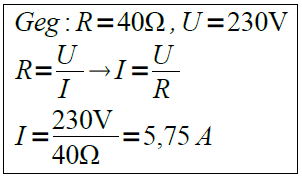 Geg: R=40Ω, U=230V
R=U/I→I=U/R
I=230V/40Ω=5,75 A